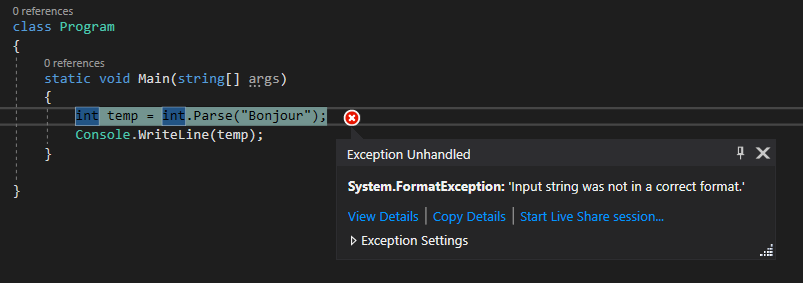 0 references
class Program
{
0 references
static void Main(string[] args)
{
int temp = int.Parse("Bonjour");
Console.WriteLine(temp);
}
}
Exception Unhandled
System.FormatException: 'Input string was not in a correct format.'
View Details | Copy Details | Start Live Share session...
Exception Settings